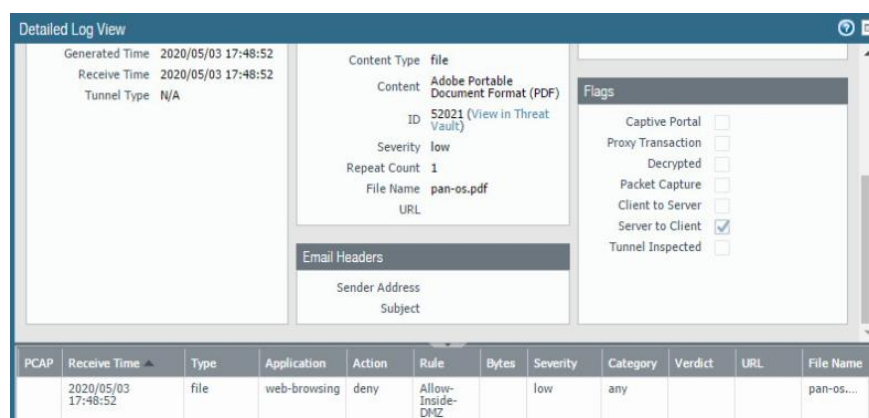 Detailed Log View
Generated Time 2020/05/03 17:48:52
Receive Time 2020/05/03 17:48:52
Tunnel Type N/A
Content Type file
Content Adobe Portable
Document Format (PDF)
ID 52021 (View in Threat
Vault)
Severity low
Repeat Count 1
File Name pan-os.pdf
URL
Email Headers
Sender Address
Subject
Flags
Captive Portal
Proxy Transaction
Decrypted
Packet Capture
Client to Server
Server to Client
Tunnel Inspected
PCAP Receive Time Type Application Action Rule Bytes Severity Category Verdict URL File Name
2020/05/03 file web-browsing deny Allow- low any pan-os....
17:48:52 Inside-
DMZ